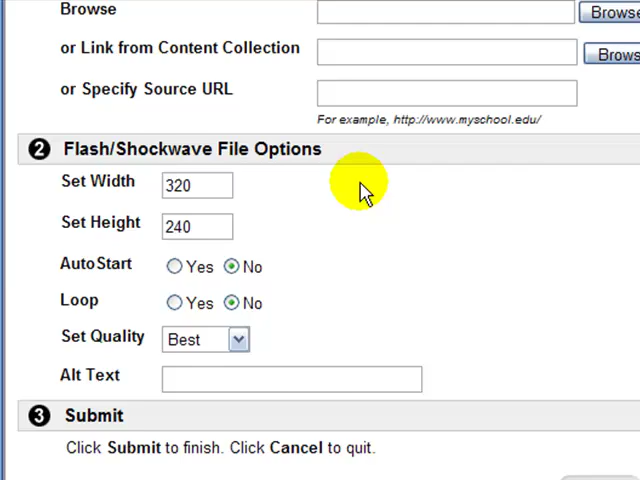 Browse Browse
or Link from Content Collection Brows
or Specify Source URL
For example, http://www.myschool.edu/
2 Flash/Shockwave File Options
Set Width 320
Set Height 240
AutoStart Yes No
Loop Yes No
Set Quality Best
Alt Text
3 Submit
Click Submit to finish. Click Cancel to quit.